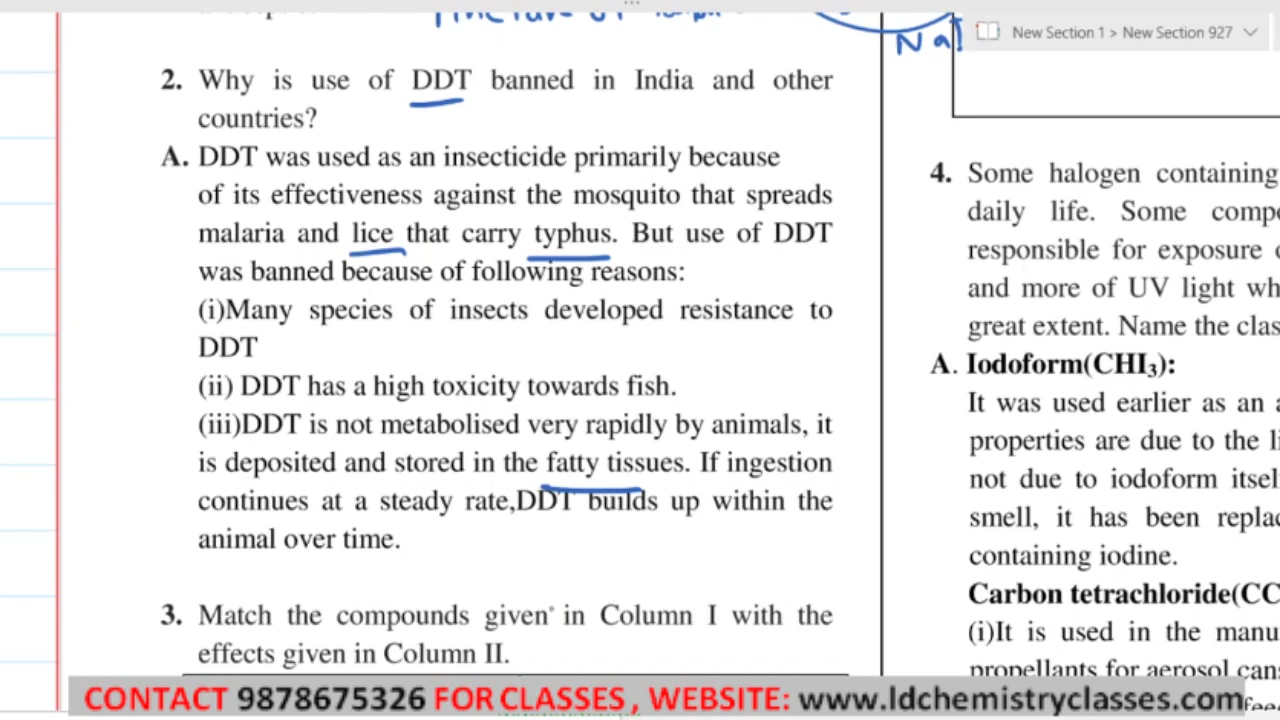 New Section 1 > New Section 927
2. Why is use of DDT banned in India and other
countries?
A. DDT was used as an insecticide primarily because
of its effectiveness against the mosquito that spreads
malaria and lice that carry typhus. But use of DDT
was banned because of following reasons:
(i)Many species of insects developed resistance to
DDT
(ii) DDT has a high toxicity towards fish.
(iii)DDT is not metabolised very rapidly by animals, it
is deposited and stored in the fatty tissues. If ingestion
continues at a steady rate,DDT builds up within the
animal over time.
3. Match the compounds given in Column I with the
effects given in Column II.
4. Some halogen containing
daily life. Some
responsible for exposure
and more of UV light
great extent. Name the
A. Iodoform(CHI₃):
It was used earlier as an
properties are due to the
not due to iodoform
smell, it has been
containing iodine.
Carbon tetrachloride(CC
(i)It is used in the
propellants for aerosol
CONTACT 9878675326 FOR CLASSES , WEBSITE: www.ldchemistryclasses.com